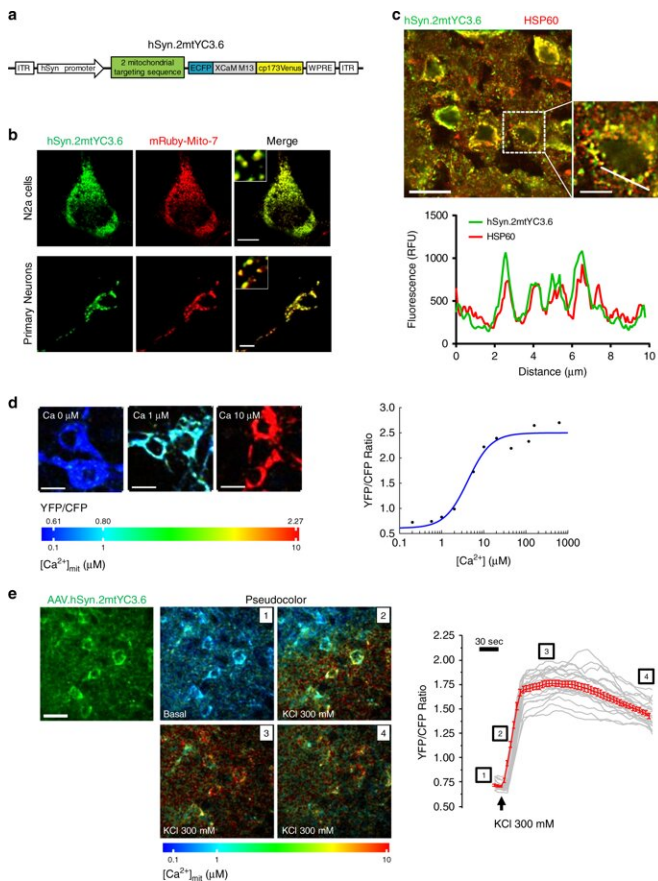 a
hSyn.2mtYC3.6
ITR hSyn promoter 2 mitochondrial targeting sequence ECFP XCaM M13 cp173Venus WPRE ITR
b
hSyn.2mtYC3.6 mRuby-Mito-7 Merge
N2a cells
Primary Neurons
c
hSyn.2mtYC3.6 HSP60
1500
1000
500
0
Fluorescence (RFU)
hSyn.2mtYC3.6
HSP60
0 2 4 6 8 10
Distance (μm)
d
Ca 0 μM Ca 1 μM Ca 10 μM
YFP/CFP
0.61 0.80 2.27
0.1 1 10
[Ca2+]mit (μM)
3.0
2.5
2.0
1.5
1.0
0.5
YFP/CFP Ratio
0.1 1.0 10 100 1000
[Ca2+] (μM)
e
AAV.hSyn.2mtYC3.6 Pseudocolor
1 2
Basal KCl 300 mM
3 4
KCl 300 mM KCl 300 mM
0.1 1 10
[Ca2+]mit (μM)
30 sec
2.25
2.00
1.75
1.50
1.25
1.00
0.75
0.50
YFP/CFP Ratio
1
2
3
4
KCl 300 mM